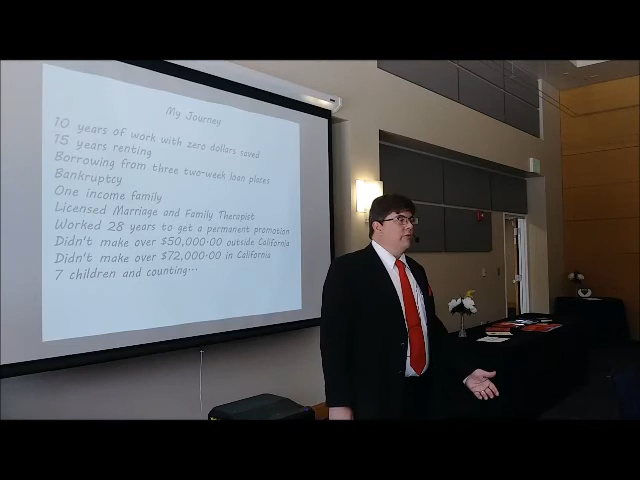 My Journey
10 years of work with zero dollars saved
15 years renting
Borrowing from three two-week loan places
Bankruptcy
One income family
Licensed Marriage and Family Therapist
Worked 28 years to get a permanent promotion
Didn't make over $50,000.00 outside California
Didn't make over $72,000.00 in California
7 children and counting...